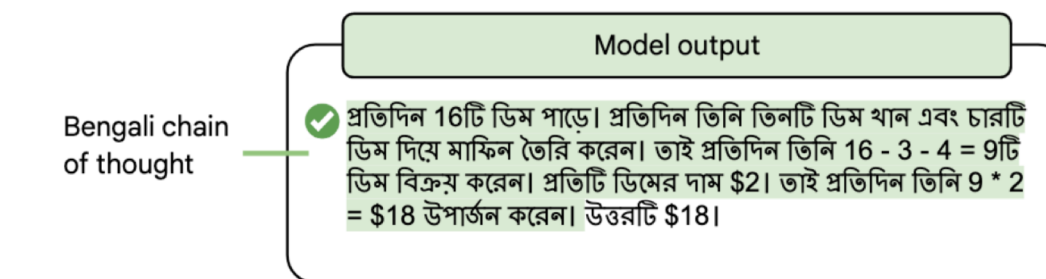 Model output
Bengali chain
of thought
প্রতিদিন 16টি ডিম পাড়ে। প্রতিদিন তিনি তিনটি ডিম খান এবং চারটি
ডিম দিয়ে মাফিন তৈরি করেন। তাই প্রতিদিন তিনি 16 - 3 - 4 = 9টি
ডিম বিক্রয় করেন। প্রতিটি ডিমের দাম $2। তাই প্রতিদিন তিনি 9 * 2
= $18 উপার্জন করেন। উত্তরটি $18।